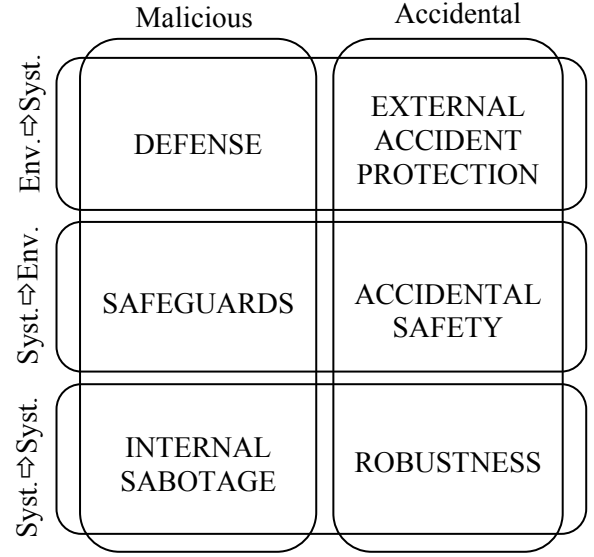 Malicious
Accidental
Env.⇨Syst.
DEFENSE
EXTERNAL
ACCIDENT
PROTECTION
Syst.⇨Env.
SAFEGUARDS
ACCIDENTAL
SAFETY
Syst.⇨Syst.
INTERNAL
SABOTAGE
ROBUSTNESS